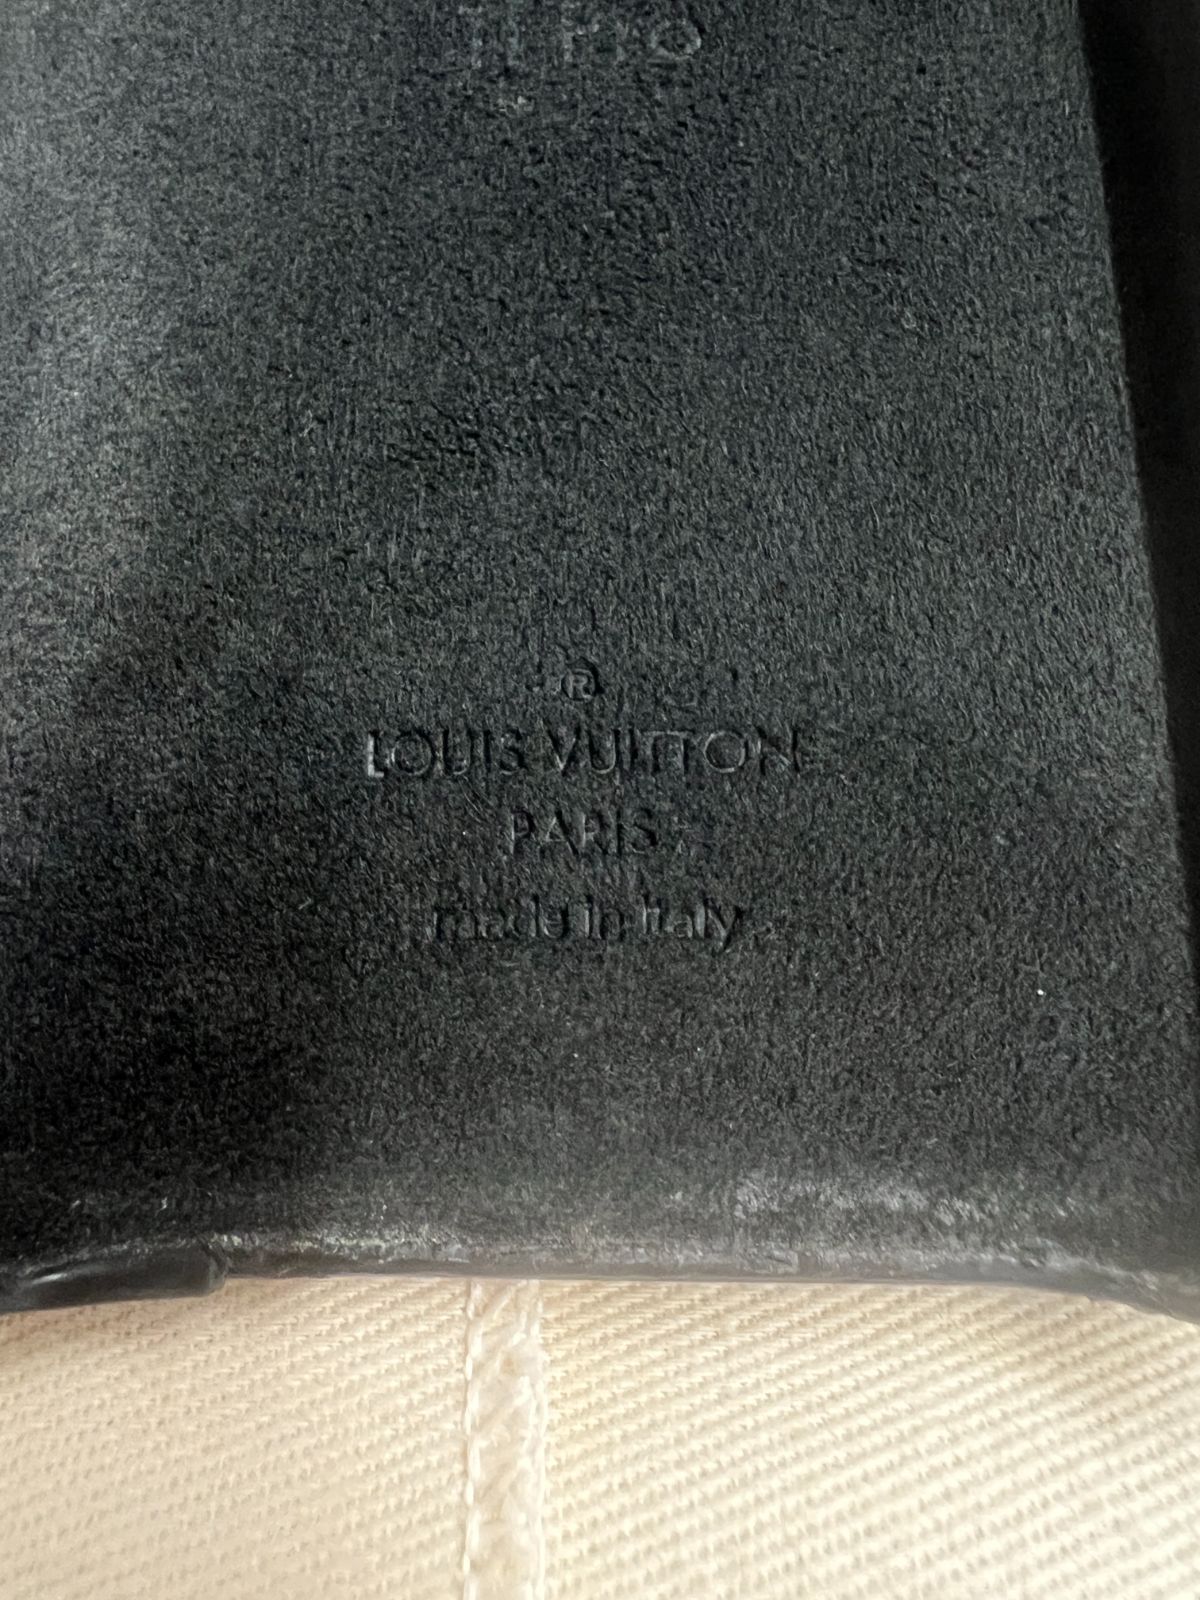 ®
LOUIS VUITTON
PARIS
made in Italy